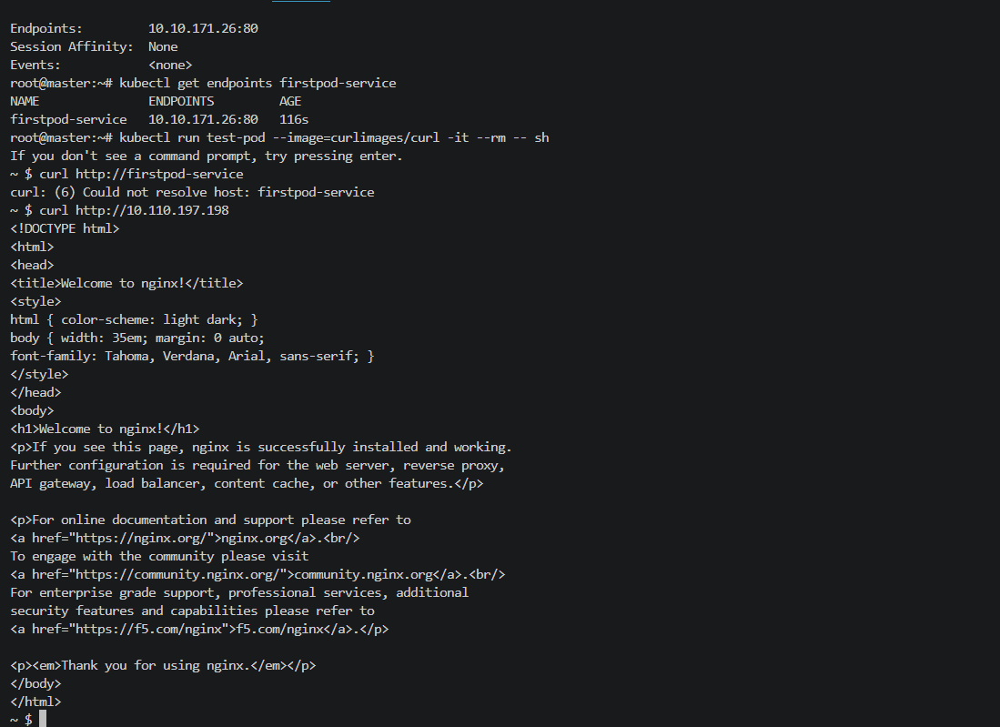 Endpoints:         10.10.171.26:80
Session Affinity:  None
Events:            <none>
root@master:~# kubectl get endpoints firstpod-service
NAME               ENDPOINTS         AGE
firstpod-service   10.10.171.26:80   116s
root@master:~# kubectl run test-pod --image=curlimages/curl -it --rm -- sh
If you don't see a command prompt, try pressing enter.
~ $ curl http://firstpod-service
curl: (6) Could not resolve host: firstpod-service
~ $ curl http://10.110.197.198
<!DOCTYPE html>
<html>
<head>
<title>Welcome to nginx!</title>
<style>
html { color-scheme: light dark; }
body { width: 35em; margin: 0 auto;
font-family: Tahoma, Verdana, Arial, sans-serif; }
</style>
</head>
<body>
<h1>Welcome to nginx!</h1>
<p>If you see this page, nginx is successfully installed and working.
Further configuration is required for the web server, reverse proxy,
API gateway, load balancer, content cache, or other features.</p>

<p>For online documentation and support please refer to
<a href="https://nginx.org/">nginx.org</a>.<br/>
To engage with the community please visit
<a href="https://community.nginx.org/">community.nginx.org</a>.<br/>
For enterprise grade support, professional services, additional
security features and capabilities please refer to
<a href="https://f5.com/nginx">f5.com/nginx</a>.</p>

<p><em>Thank you for using nginx.</em></p>
</body>
</html>
~ $